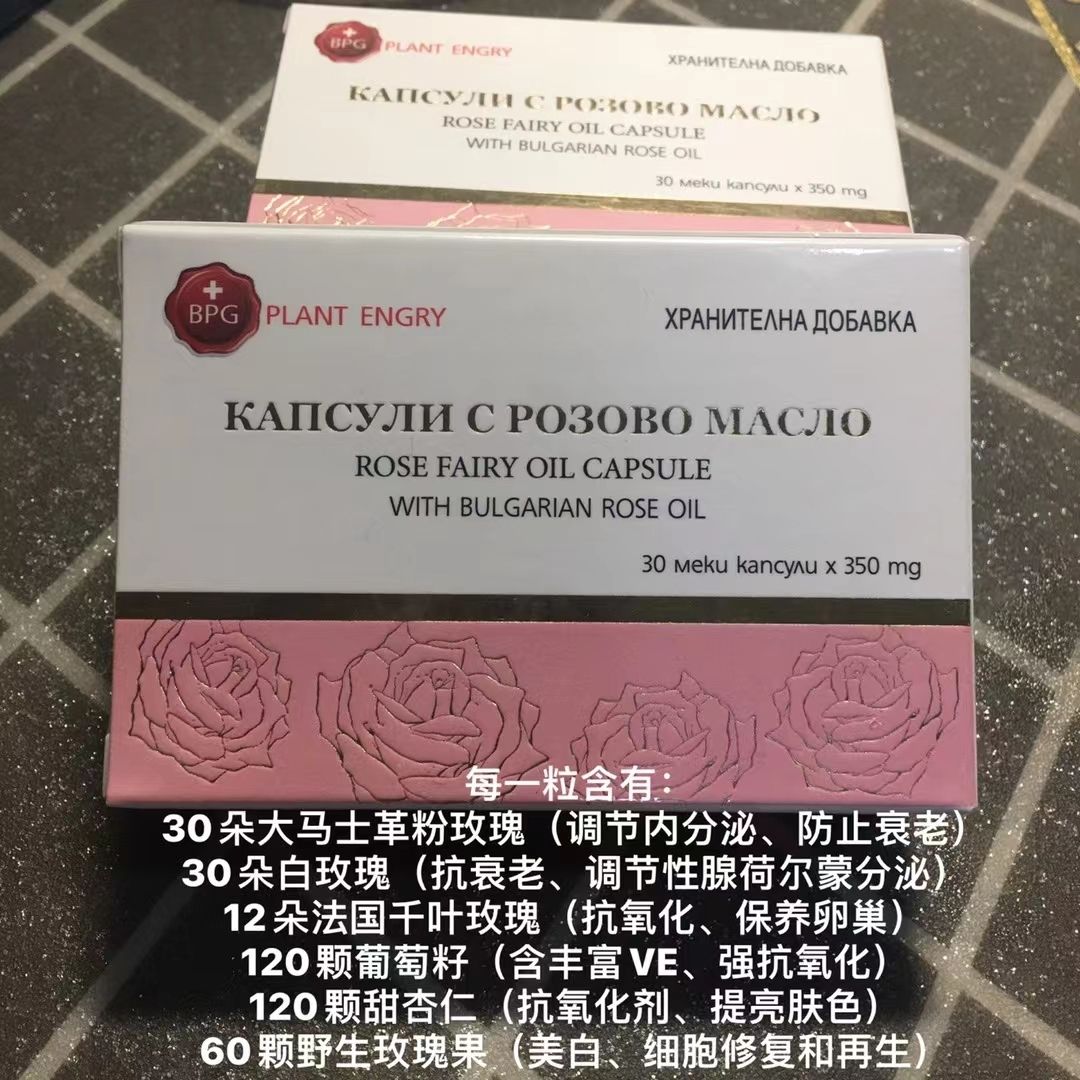 BPG PLANT ENGRY
ХРАНИТЕЛНА ДОБАВКА
КАПСУЛИ С РОЗОВО МАСЛО
ROSE FAIRY OIL CAPSULE
WITH BULGARIAN ROSE OIL
30 меки капсули x 350 mg
BPG PLANT ENGRY
ХРАНИТЕЛНА ДОБАВКА
КАПСУЛИ С РОЗОВО МАСЛО
ROSE FAIRY OIL CAPSULE
WITH BULGARIAN ROSE OIL
30 меки капсули x 350 mg
每一粒含有：
30朵大马士革粉玫瑰（调节内分泌、防止衰老）
30朵白玫瑰（抗衰老、调节性腺荷尔蒙分泌）
12朵法国千叶玫瑰（抗氧化、保养卵巢）
120颗葡萄籽（含丰富VE、强抗氧化）
120颗甜杏仁（抗氧化剂、提亮肤色）
60颗野生玫瑰果（美白、细胞修复和再生）